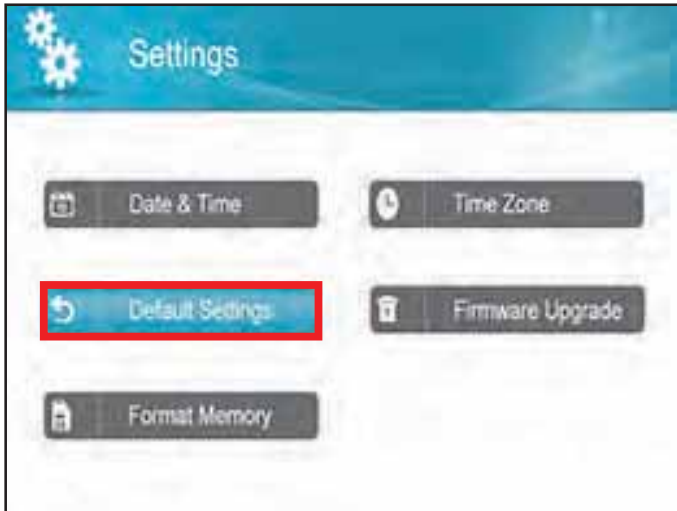 Settings
Date & Time
Time Zone
Default Settings
Firmware Upgrade
Format Memory